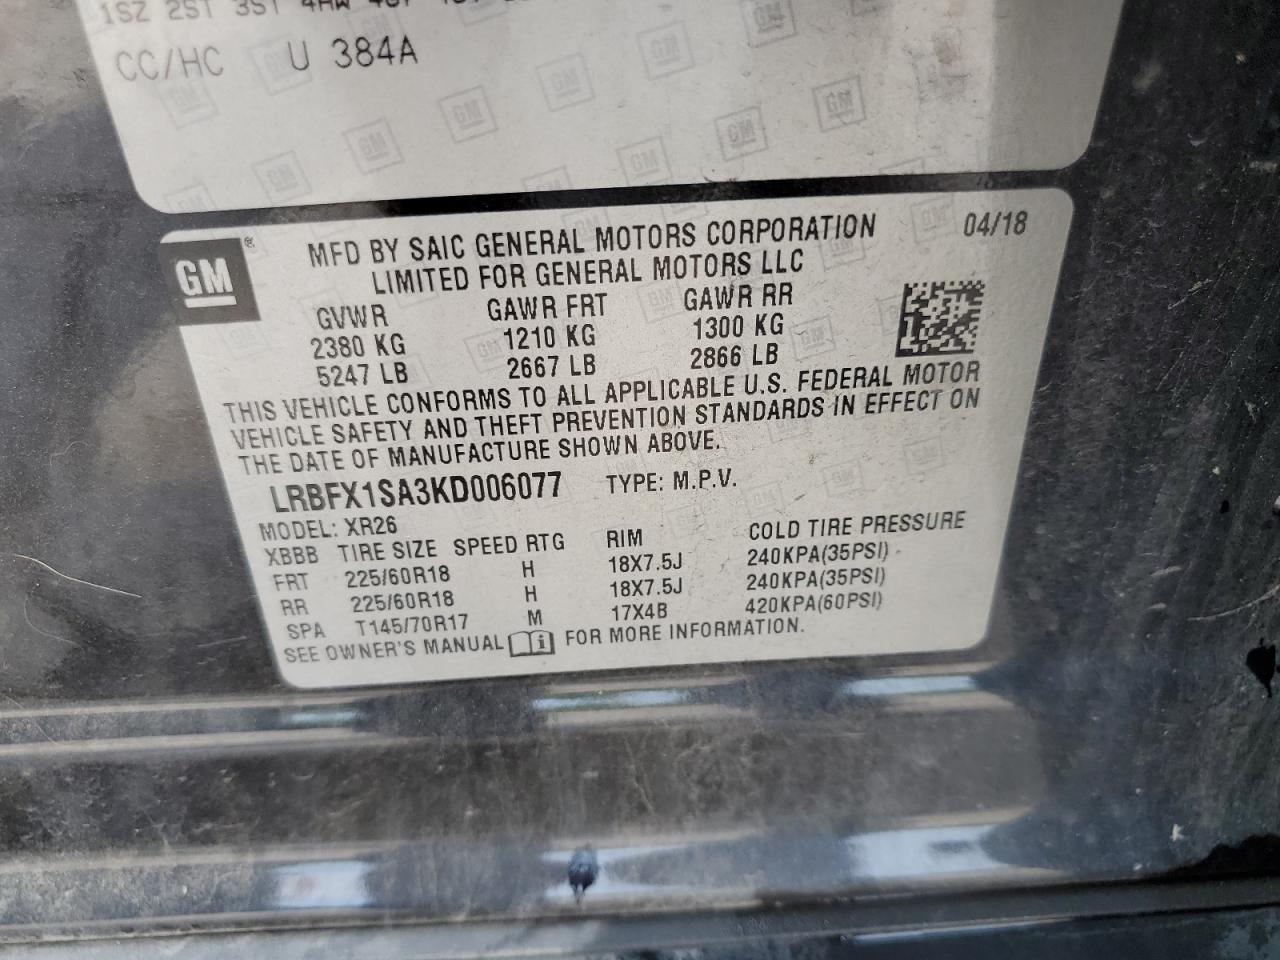 1SZ 2ST 3ST 4HW
CC/HC U 384A
GM
®
MFD BY SAIC GENERAL MOTORS CORPORATION
04/18
LIMITED FOR GENERAL MOTORS LLC
GVWR GAWR FRT GAWR RR
2380 KG 1210 KG 1300 KG
5247 LB 2667 LB 2866 LB
THIS VEHICLE CONFORMS TO ALL APPLICABLE U.S. FEDERAL MOTOR
VEHICLE SAFETY AND THEFT PREVENTION STANDARDS IN EFFECT ON
THE DATE OF MANUFACTURE SHOWN ABOVE.
LRBFX1SA3KD006077 TYPE: M.P.V.
MODEL: XR26
XBBB TIRE SIZE SPEED RTG RIM COLD TIRE PRESSURE
FRT 225/60R18 H 18X7.5J 240KPA(35PSI)
RR 225/60R18 H 18X7.5J 240KPA(35PSI)
SPA T145/70R17 M 17X4B 420KPA(60PSI)
SEE OWNER'S MANUAL FOR MORE INFORMATION.